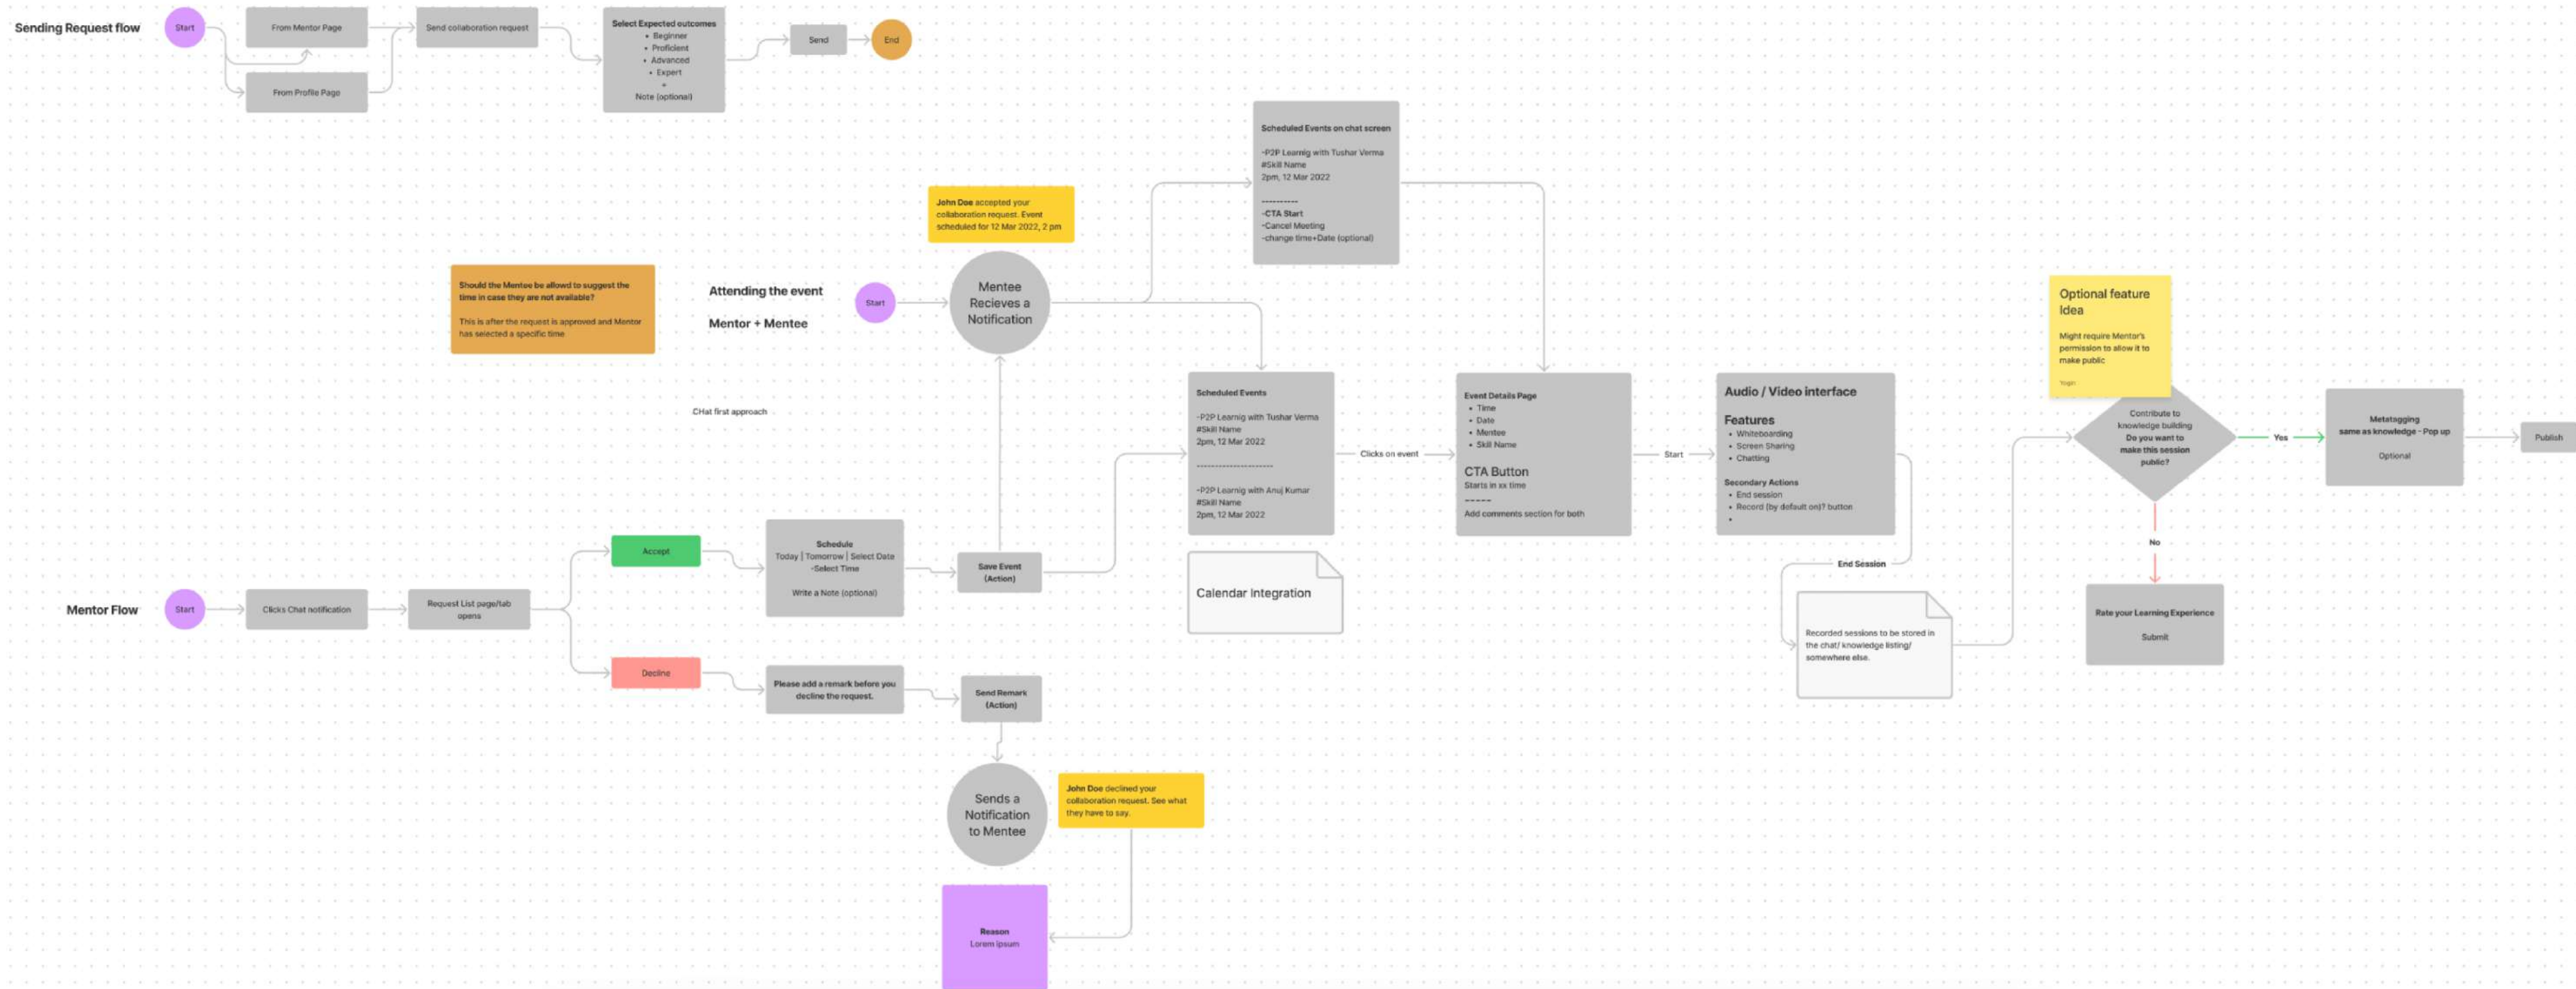 Sending Request flow
Start
From Mentor Page
From Profile Page
Send collaboration request
Select Expected outcomes
• Beginner
• Proficient
• Advanced
• Expert
+
Note (optional)
Send
End
Scheduled Events on chat screen
-P2P Learnig with Tushar Verma
#Skill Name
2pm, 12 Mar 2022
----------
-CTA Start
-Cancel Meeting
-change time+Date (optional)
John Doe accepted your
collaboration request. Event
scheduled for 12 Mar 2022, 2 pm
Should the Mentee be allowd to suggest the
time in case they are not available?
This is after the request is approved and Mentor
has selected a specific time
Attending the event
Mentor + Mentee
Start
Mentee
Recieves a
Notification
CHat first approach
Scheduled Events
-P2P Learnig with Tushar Verma
#Skill Name
2pm, 12 Mar 2022
---------------------
-P2P Learnig with Anuj Kumar
#Skill Name
2pm, 12 Mar 2022
Clicks on event
Event Details Page
• Time
• Date
• Mentee
• Skill Name
CTA Button
Starts in xx time
-----
Add comments section for both
Start
Audio / Video interface
Features
• Whiteboarding
• Screen Sharing
• Chatting
Secondary Actions
• End session
• Record (by default on)? button
•
Optional feature
Idea
Might require Mentor's
permission to allow it to
make public
Yogin
Contribute to
knowledge building
Do you want to
make this session
public?
Yes
Metatagging
same as knowledge - Pop up
Optional
Publish
No
Rate your Learning Experience
Submit
End Session
Recorded sessions to be stored in
the chat/ knowledge listing/
somewhere else.
Calendar Integration
Mentor Flow
Start
Clicks Chat notification
Request List page/tab
opens
Accept
Schedule
Today | Tomorrow | Select Date
-Select Time
Write a Note (optional)
Save Event
(Action)
Decline
Please add a remark before you
decline the request.
Send Remark
(Action)
Sends a
Notification
to Mentee
John Doe declined your
collaboration request. See what
they have to say.
Reason
Lorem ipsum